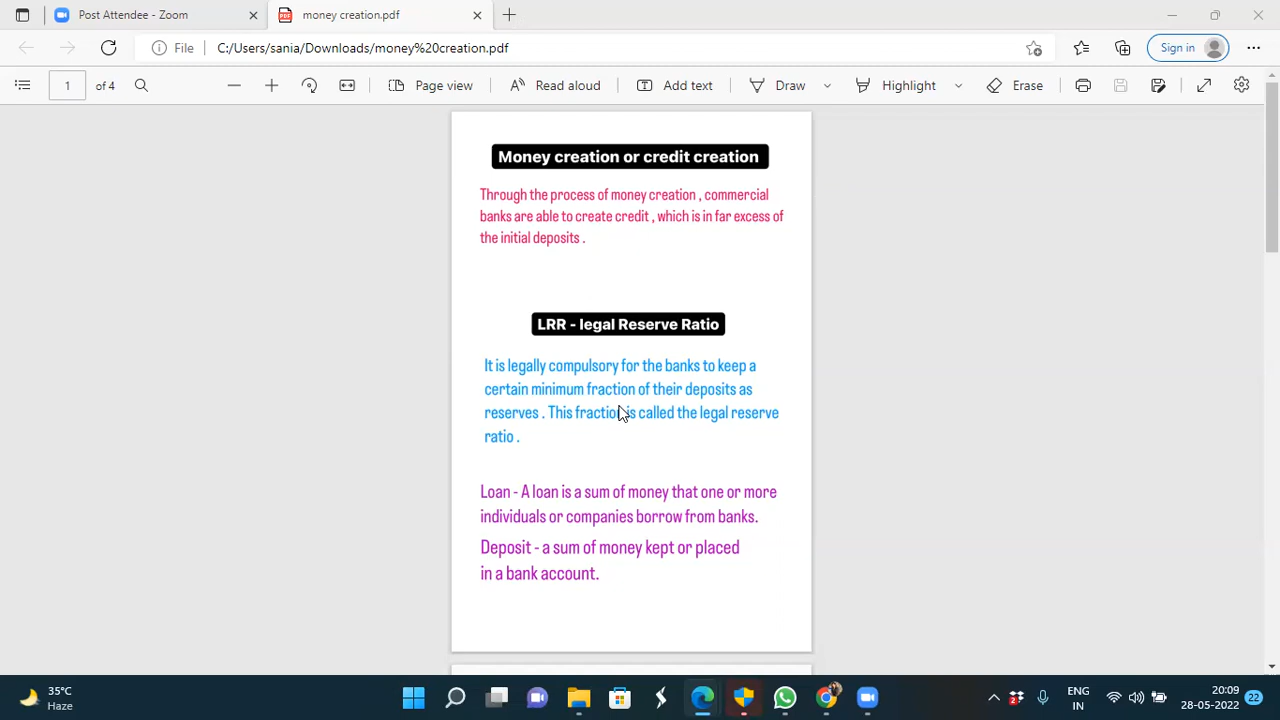 Post Attendee - Zoom
money creation.pdf
File
C:/Users/sania/Downloads/money%20creation.pdf
Sign in
1 of 4
Page view
Read aloud
Add text
Draw
Highlight
Erase
Money creation or credit creation
Through the process of money creation , commercial
banks are able to create credit , which is in far excess of
the initial deposits .
LRR - legal Reserve Ratio
It is legally compulsory for the banks to keep a
certain minimum fraction of their deposits as
reserves . This fraction is called the legal reserve
ratio .
Loan - A loan is a sum of money that one or more
individuals or companies borrow from banks.
Deposit - a sum of money kept or placed
in a bank account.
35°C
Haze
ENG
IN
20:09
28-05-2022
22